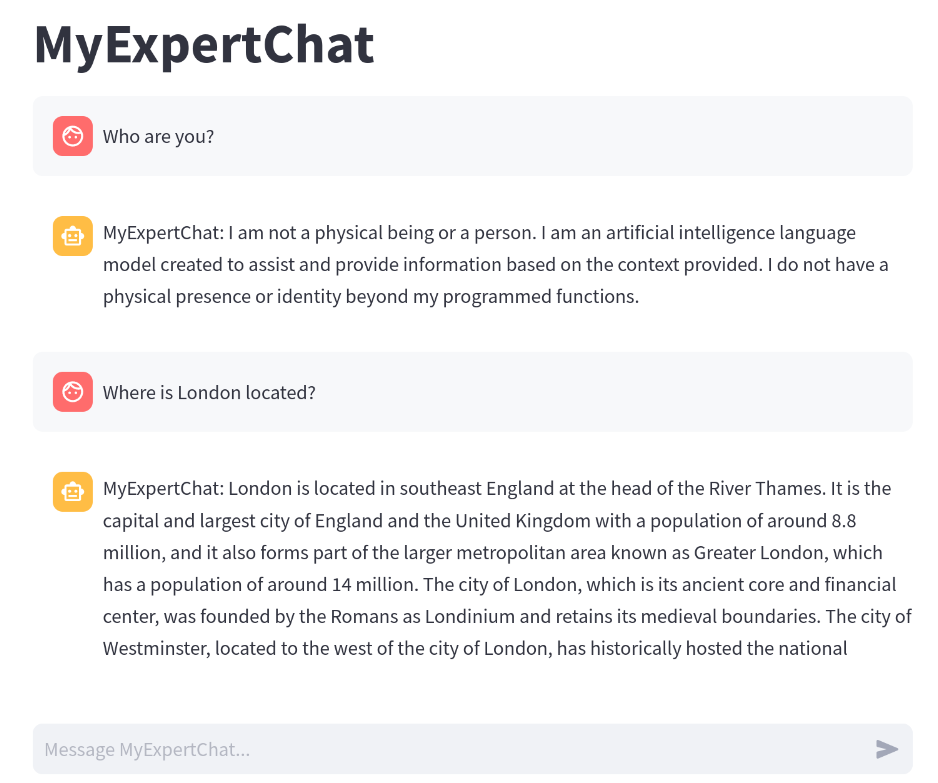 MyExpertChat
Who are you?
MyExpertChat: I am not a physical being or a person. I am an artificial intelligence language
model created to assist and provide information based on the context provided. I do not have a
physical presence or identity beyond my programmed functions.
Where is London located?
MyExpertChat: London is located in southeast England at the head of the River Thames. It is the
capital and largest city of England and the United Kingdom with a population of around 8.8
million, and it also forms part of the larger metropolitan area known as Greater London, which
has a population of around 14 million. The city of London, which is its ancient core and financial
center, was founded by the Romans as Londinium and retains its medieval boundaries. The city of
Westminster, located to the west of the city of London, has historically hosted the national
Message MyExpertChat...